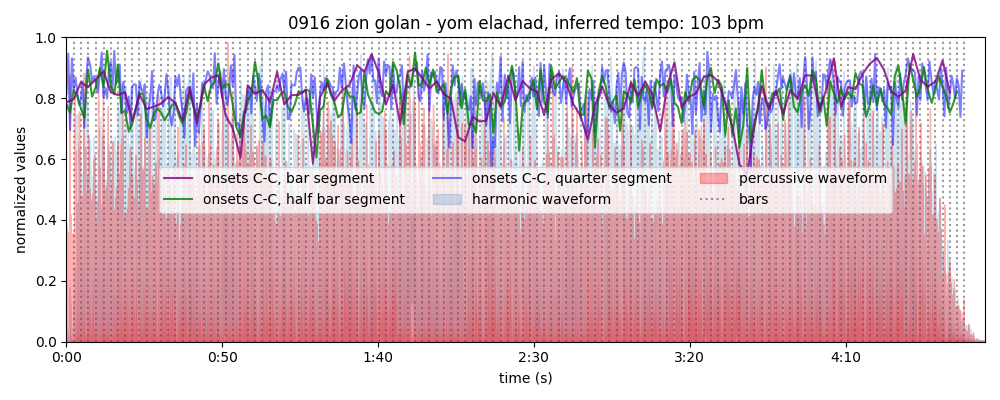 0916 zion golan - yom elachad, inferred tempo: 103 bpm
normalized values
1.0
0.8
0.6
0.4
0.2
0.0
onsets C-C, bar segment
onsets C-C, half bar segment
onsets C-C, quarter segment
harmonic waveform
percussive waveform
bars
0:00 0:50 1:40 2:30 3:20 4:10
time (s)